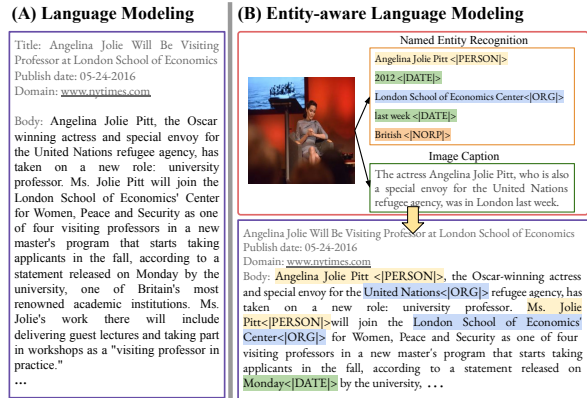 (A) Language Modeling
Title: Angelina Jolie Will Be Visiting
Professor at London School of Economics
Publish date: 05-24-2016
Domain: www.nytimes.com
Body: Angelina Jolie Pitt, the Oscar
winning actress and special envoy for
the United Nations refugee agency, has
taken on a new role: university
professor. Ms. Jolie Pitt will join the
London School of Economics' Center
for Women, Peace and Security as one
of four visiting professors in a new
master's program that starts taking
applicants in the fall, according to a
statement released on Monday by the
university, one of Britain's most
renowned academic institutions. Ms.
Jolie's work there will include
delivering guest lectures and taking part
in workshops as a "visiting professor in
practice."
...
(B) Entity-aware Language Modeling
Named Entity Recognition
Angelina Jolie Pitt <|PERSON|>
2012 <|DATE|>
London School of Economics Center<|ORG|>
last week <|DATE|>
British <|NORP|>
Image Caption
The actress Angelina Jolie Pitt, who is also
a special envoy for the United Nations
refugee agency, was in London last week.
Angelina Jolie Will Be Visiting Professor at London School of Economics
Publish date: 05-24-2016
Domain: www.nytimes.com
Body: Angelina Jolie Pitt <|PERSON|>, the Oscar-winning actress
and special envoy for the United Nations<|ORG|> refugee agency, has
taken on a new role: university professor. Ms. Jolie
Pitt<|PERSON|>will join the London School of Economics'
Center<|ORG|> for Women, Peace and Security as one of four
visiting professors in a new master's program that starts taking
applicants in the fall, according to a statement released on
Monday<|DATE|> by the university, ...